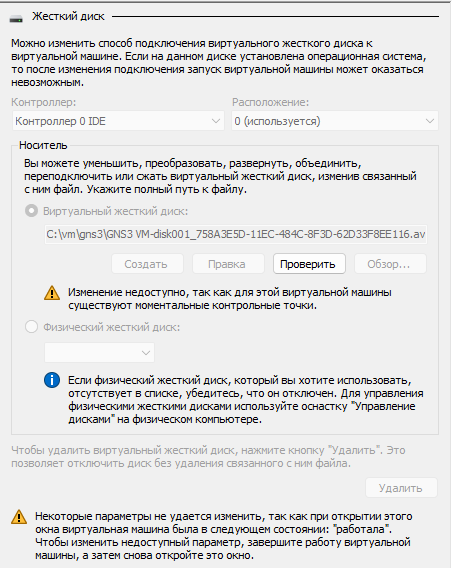 Жесткий диск
Можно изменить способ подключения виртуального жесткого диска к
виртуальной машине. Если на данном диске установлена операционная система,
то после изменения подключения запуск виртуальной машины может оказаться
невозможным.
Контроллер: Расположение:
Контроллер 0 IDE 0 (используется)
Носитель
Вы можете уменьшить, преобразовать, развернуть, объединить,
переподключить или сжать виртуальный жесткий диск, изменив связанный
с ним файл. Укажите полный путь к файлу.
Виртуальный жесткий диск:
C:\vm\gns3\GNS3 VM-disk001_758A3E5D-11EC-484C-8F3D-62D33F8EE116.av
Создать Правка Проверить Обзор...
Изменение недоступно, так как для этой виртуальной машины
существуют моментальные контрольные точки.
Физический жесткий диск:
Если физический жесткий диск, который вы хотите использовать,
отсутствует в списке, убедитесь, что он отключен. Для управления
физическими жесткими дисками используйте оснастку "Управление
дисками" на физическом компьютере.
Чтобы удалить виртуальный жесткий диск, нажмите кнопку "Удалить". Это
позволяет отключить диск без удаления связанного с ним файла.
Удалить
Некоторые параметры не удается изменить, так как при открытии этого
окна виртуальная машина была в следующем состоянии: "работала".
Чтобы изменить недоступный параметр, завершите работу виртуальной
машины, а затем снова откройте это окно.